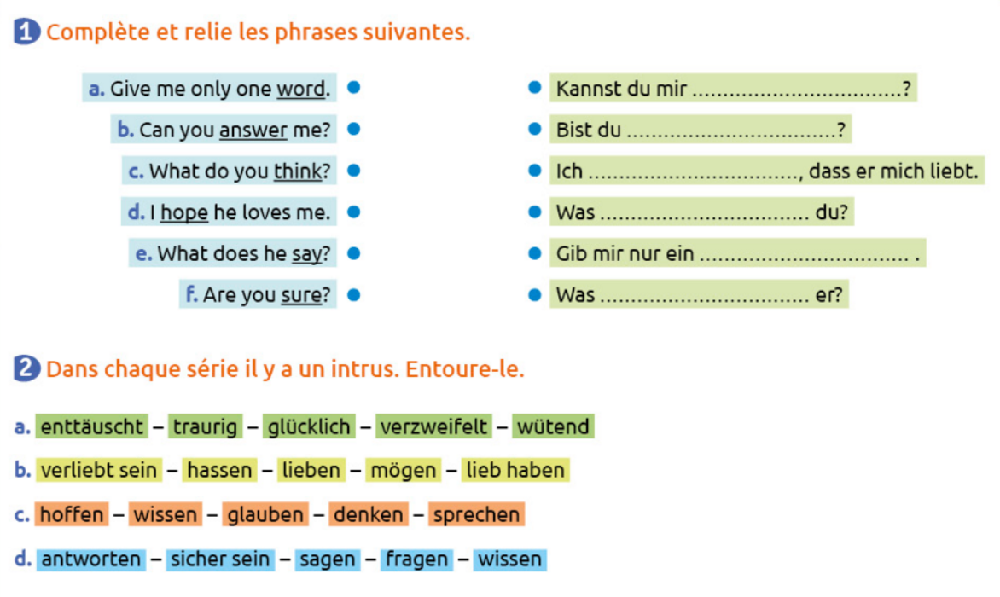 1 Complète et relie les phrases suivantes.
a. Give me only one word. Kannst du mir ..................................?
b. Can you answer me? Bist du ..................................?
c. What do you think? Ich .................................., dass er mich liebt.
d. I hope he loves me. Was .................................. du?
e. What does he say? Gib mir nur ein .................................. .
f. Are you sure? Was .................................. er?
2 Dans chaque série il y a un intrus. Entoure-le.
a. enttäuscht – traurig – glücklich – verzweifelt – wütend
b. verliebt sein – hassen – lieben – mögen – lieb haben
c. hoffen – wissen – glauben – denken – sprechen
d. antworten – sicher sein – sagen – fragen – wissen